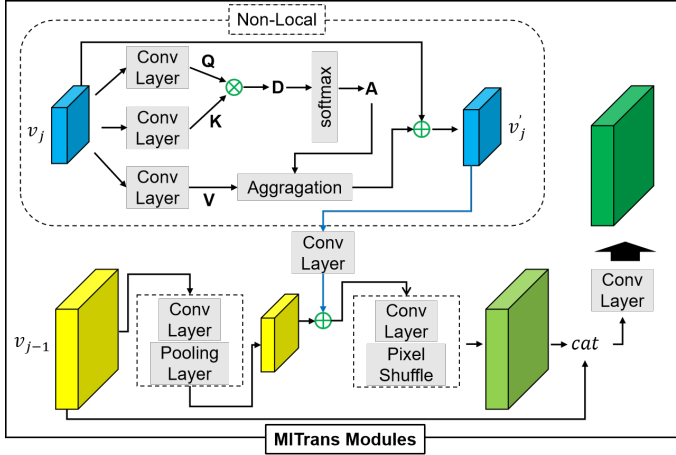 Non-Local
Conv
Layer
Q
D
softmax
A
v_j
Conv
Layer
K
v'_j
Conv
Layer
V
Aggragation
Conv
Layer
Conv
Layer
v_{j-1}
Conv
Layer
Pooling
Layer
Conv
Layer
Pixel
Shuffle
cat
MITrans Modules